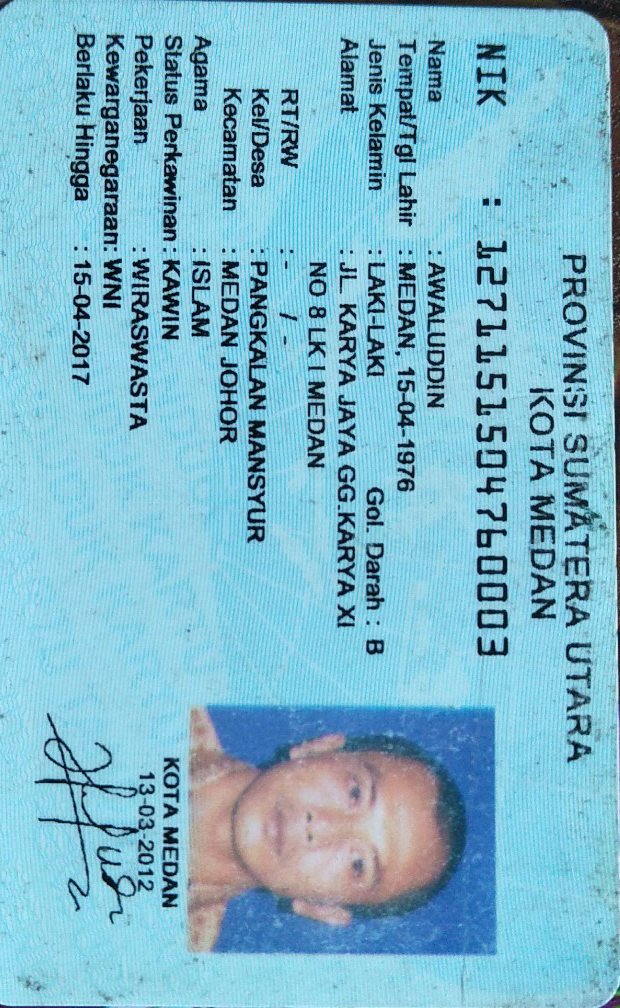 PROVINSI SUMATERA UTARA
KOTA MEDAN
NIK : 1271151504760003
Nama : AWALUDDIN
Tempat/Tgl Lahir : MEDAN, 15-04-1976
Jenis Kelamin : LAKI-LAKI Gol. Darah : B
Alamat : JL. KARYA JAYA GG.KARYA XI
NO 8 LK I MEDAN
RT/RW : - / -
Kel/Desa : PANGKALAN MANSYUR
Kecamatan : MEDAN JOHOR
Agama : ISLAM
Status Perkawinan : KAWIN
Pekerjaan : WIRASWASTA
Kewarganegaraan: WNI
Berlaku Hingga : 15-04-2017
KOTA MEDAN
13-03-2012